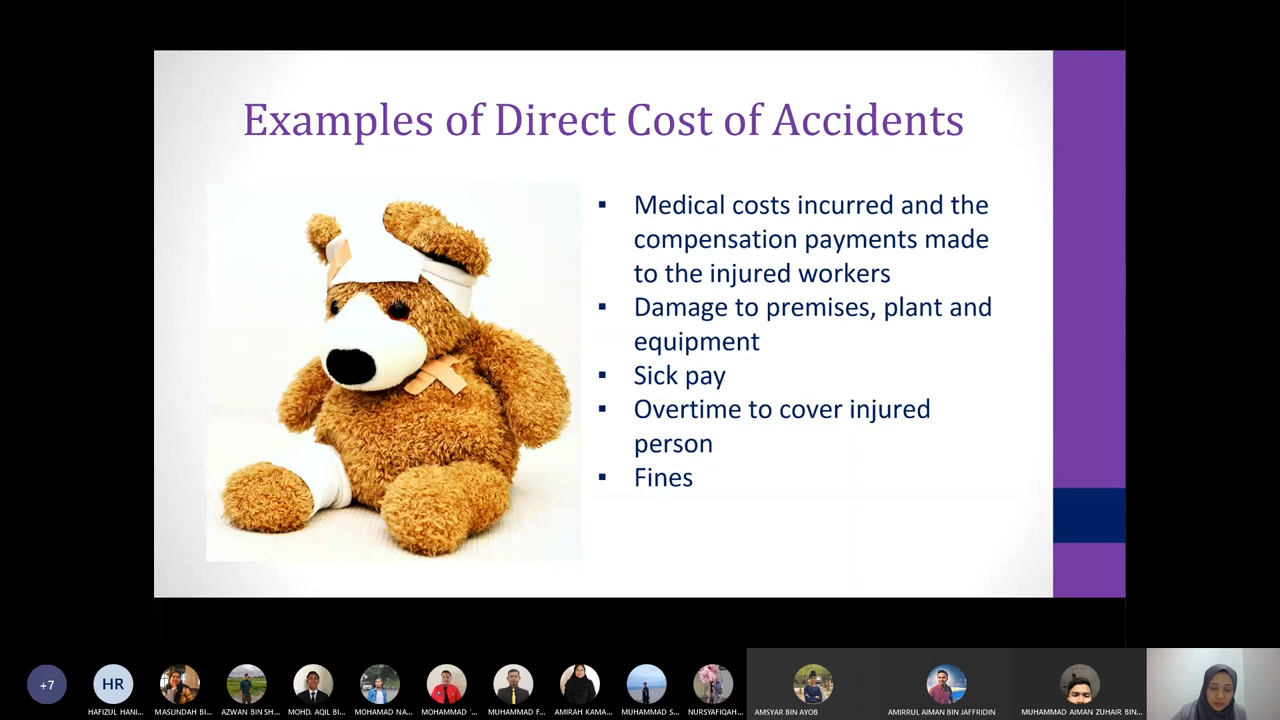 Examples of Direct Cost of Accidents
▪ Medical costs incurred and the
compensation payments made
to the injured workers
▪ Damage to premises, plant and
equipment
▪ Sick pay
▪ Overtime to cover injured
person
▪ Fines
+7
HR
HAFIZUL HANI...
MASLINDAH BI...
AZWAN BIN SH...
MOHD. AQIL BI...
MOHAMAD NA...
MOHAMMAD '...
MUHAMMAD F...
AMIRAH KAMA...
MUHAMMAD S...
NURSYAFIQAH...
AMSYAR BIN AYOB
AMIRRUL AIMAN BIN JAFFRIDIN
MUHAMMAD AIMAN ZUHAIR BIN...